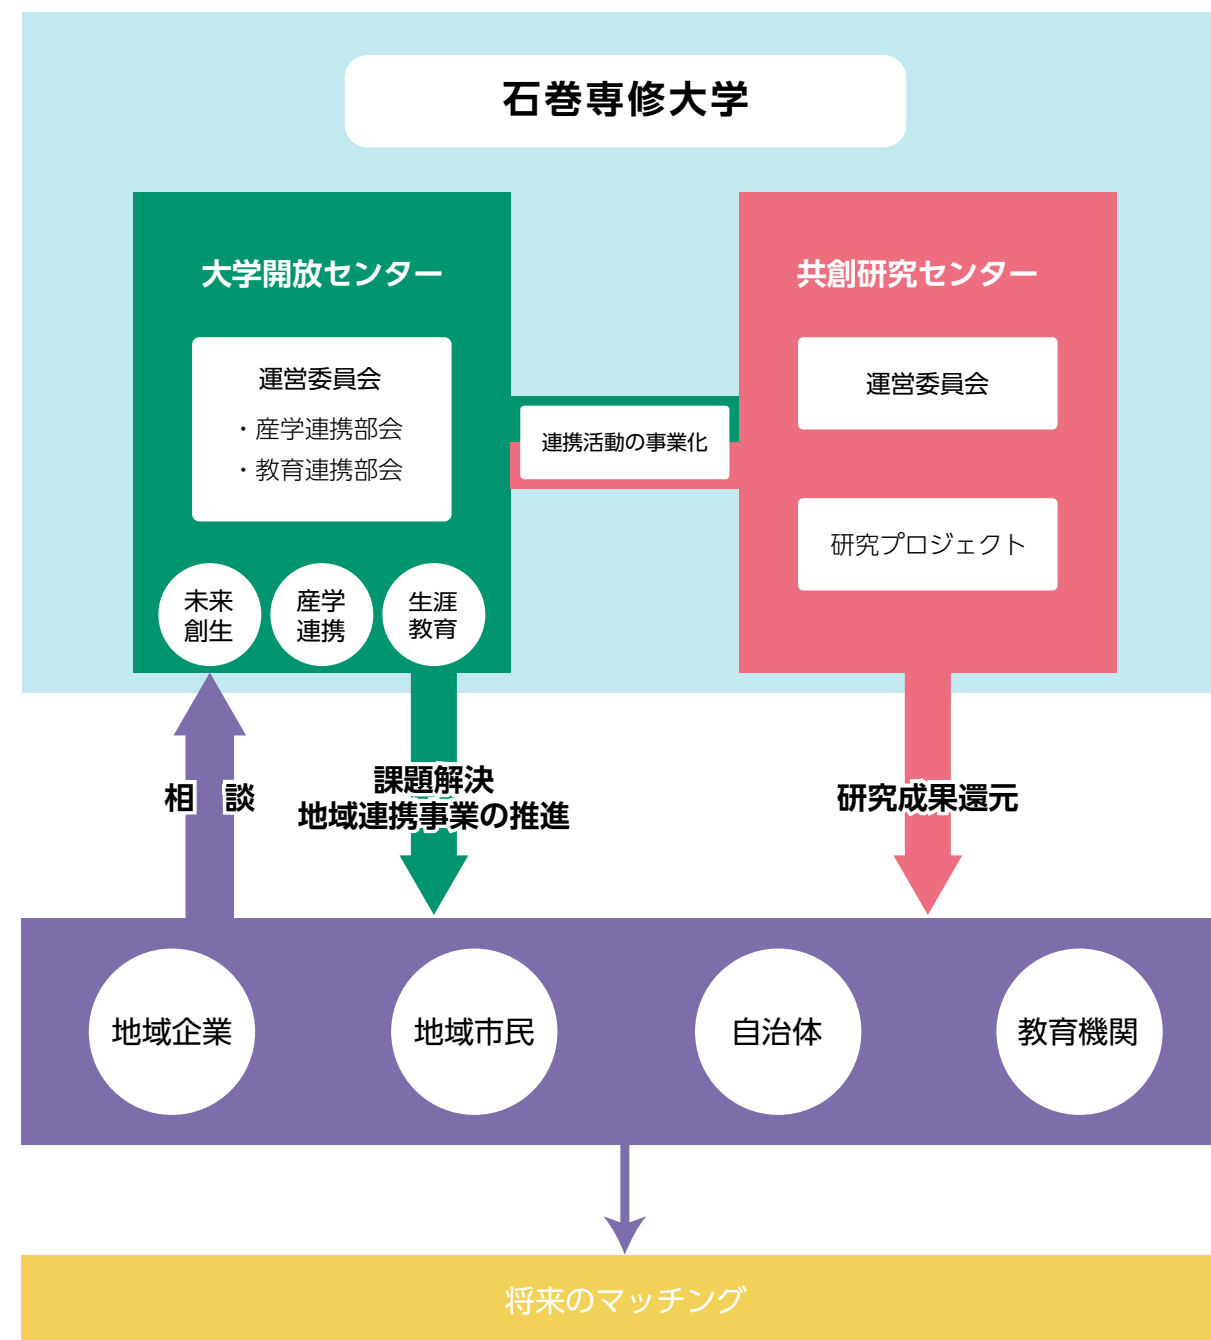 石巻専修大学
大学開放センター
運営委員会
・産学連携部会
・教育連携部会
未来
創生
産学
連携
生涯
教育
連携活動の事業化
共創研究センター
運営委員会
研究プロジェクト
相　談
課題解決
地域連携事業の推進
研究成果還元
地域企業
地域市民
自治体
教育機関
将来のマッチング